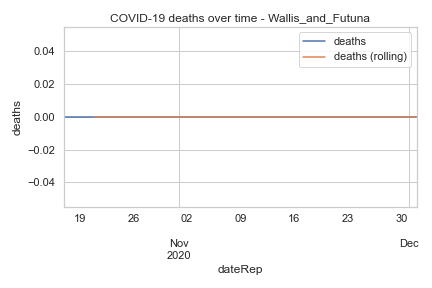 COVID-19 deaths over time - Wallis_and_Futuna
deaths
deaths (rolling)
0.04
0.02
0.00
−0.02
−0.04
deaths
19 26 02 09 16 23 30
Nov Dec
2020
dateRep